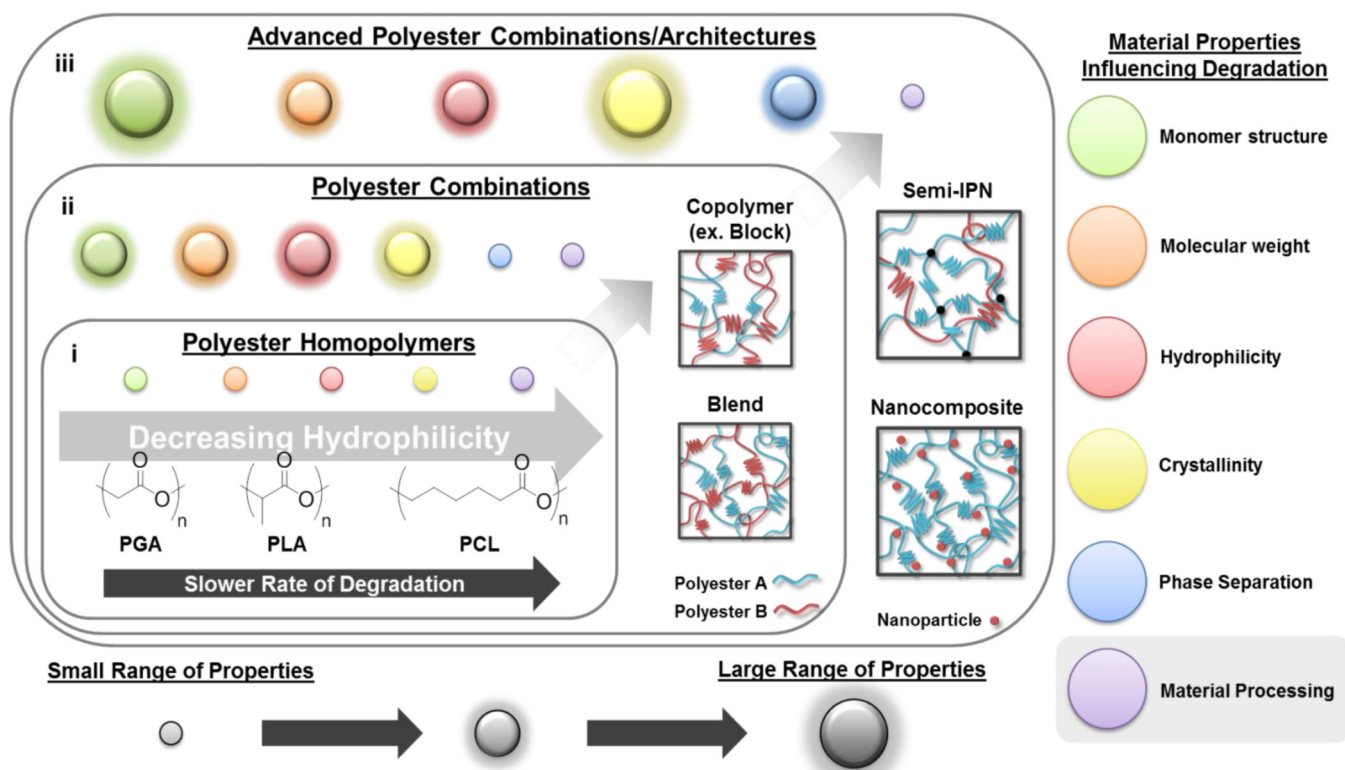 Advanced Polyester Combinations/Architectures
iii
Polyester Combinations
ii
Copolymer
(ex. Block)
Semi-IPN
i
Polyester Homopolymers
Decreasing Hydrophilicity
Blend
Nanocomposite
O
O
n
O
O
n
O
O
n
PGA
PLA
PCL
Slower Rate of Degradation
Polyester A
Polyester B
Nanoparticle
Material Properties
Influencing Degradation
Monomer structure
Molecular weight
Hydrophilicity
Crystallinity
Phase Separation
Material Processing
Small Range of Properties
Large Range of Properties